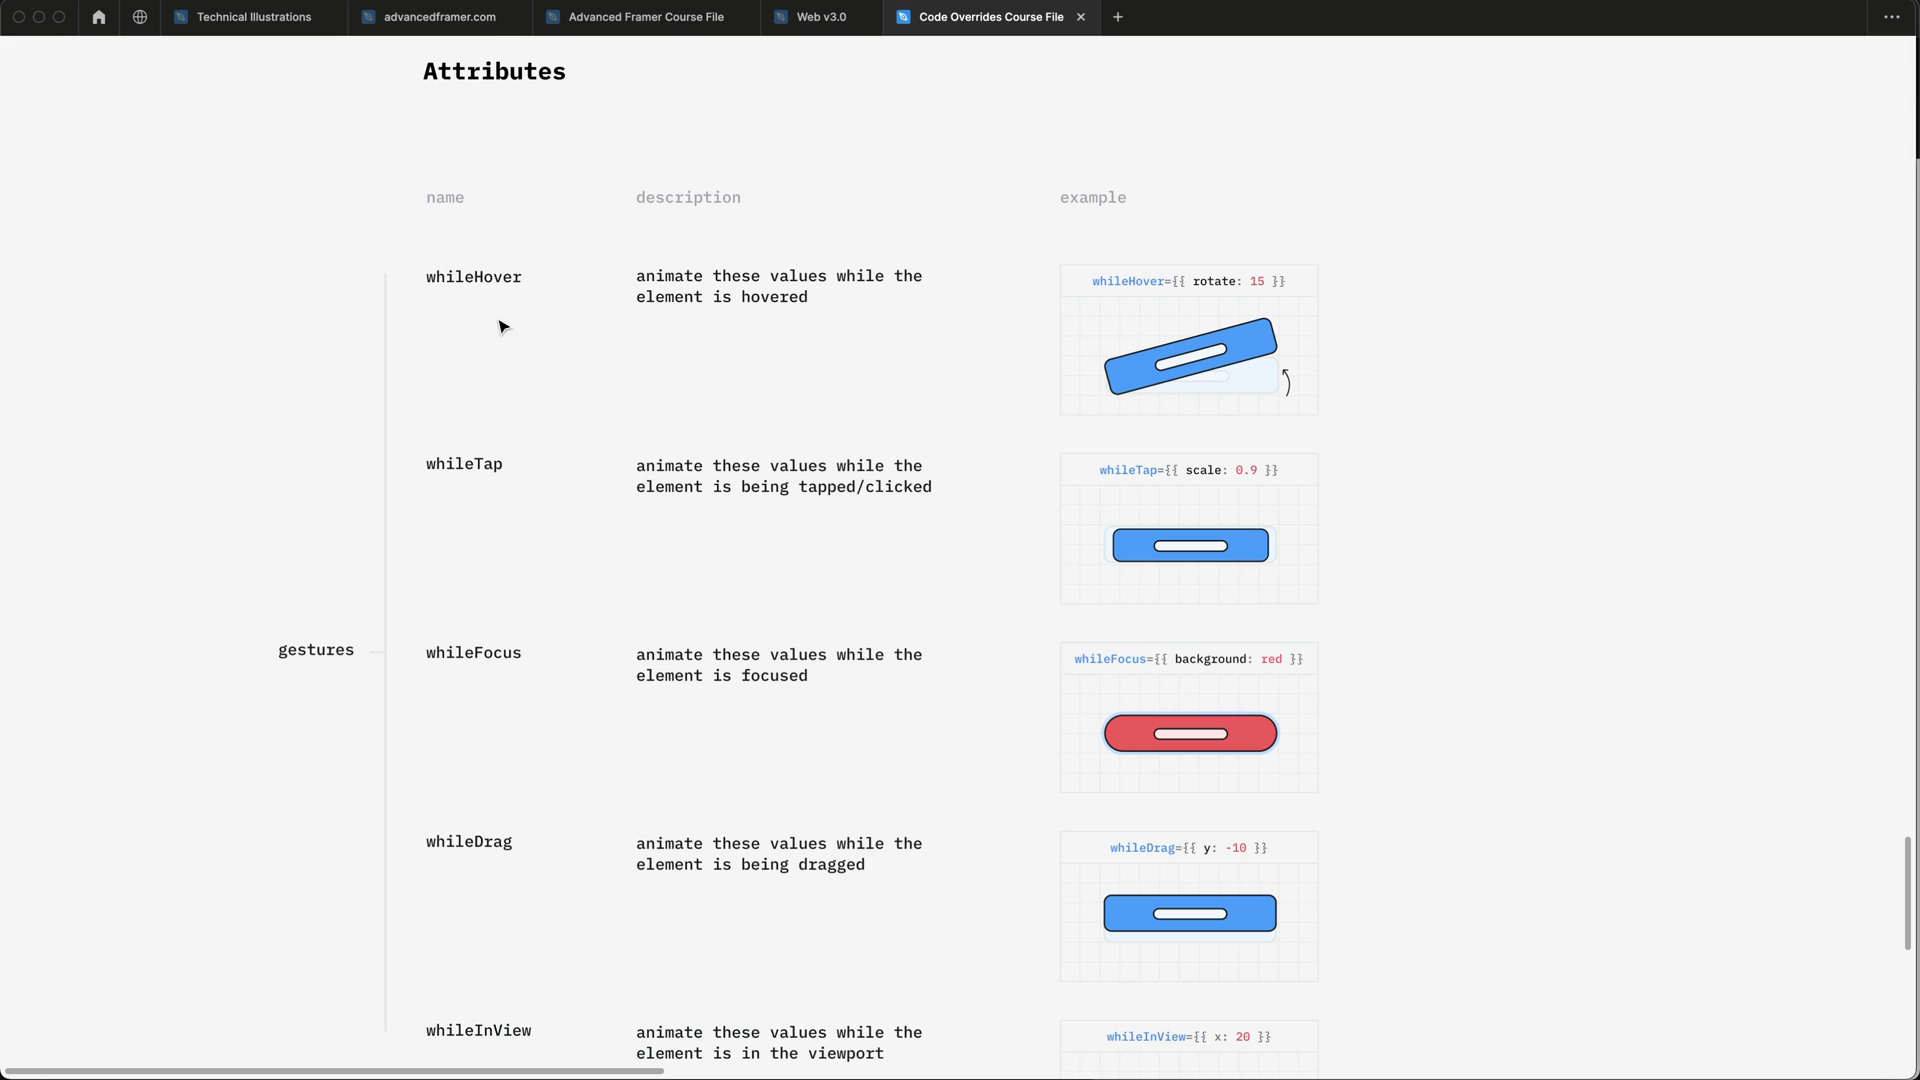 Technical Illustrations
advancedframer.com
Advanced Framer Course File
Web v3.0
Code Overrides Course File
Attributes
name
description
example
whileHover
animate these values while the
element is hovered
whileHover={{ rotate: 15 }}
whileTap
animate these values while the
element is being tapped/clicked
whileTap={{ scale: 0.9 }}
gestures
whileFocus
animate these values while the
element is focused
whileFocus={{ background: red }}
whileDrag
animate these values while the
element is being dragged
whileDrag={{ y: -10 }}
whileInView
animate these values while the
element is in the viewport
whileInView={{ x: 20 }}